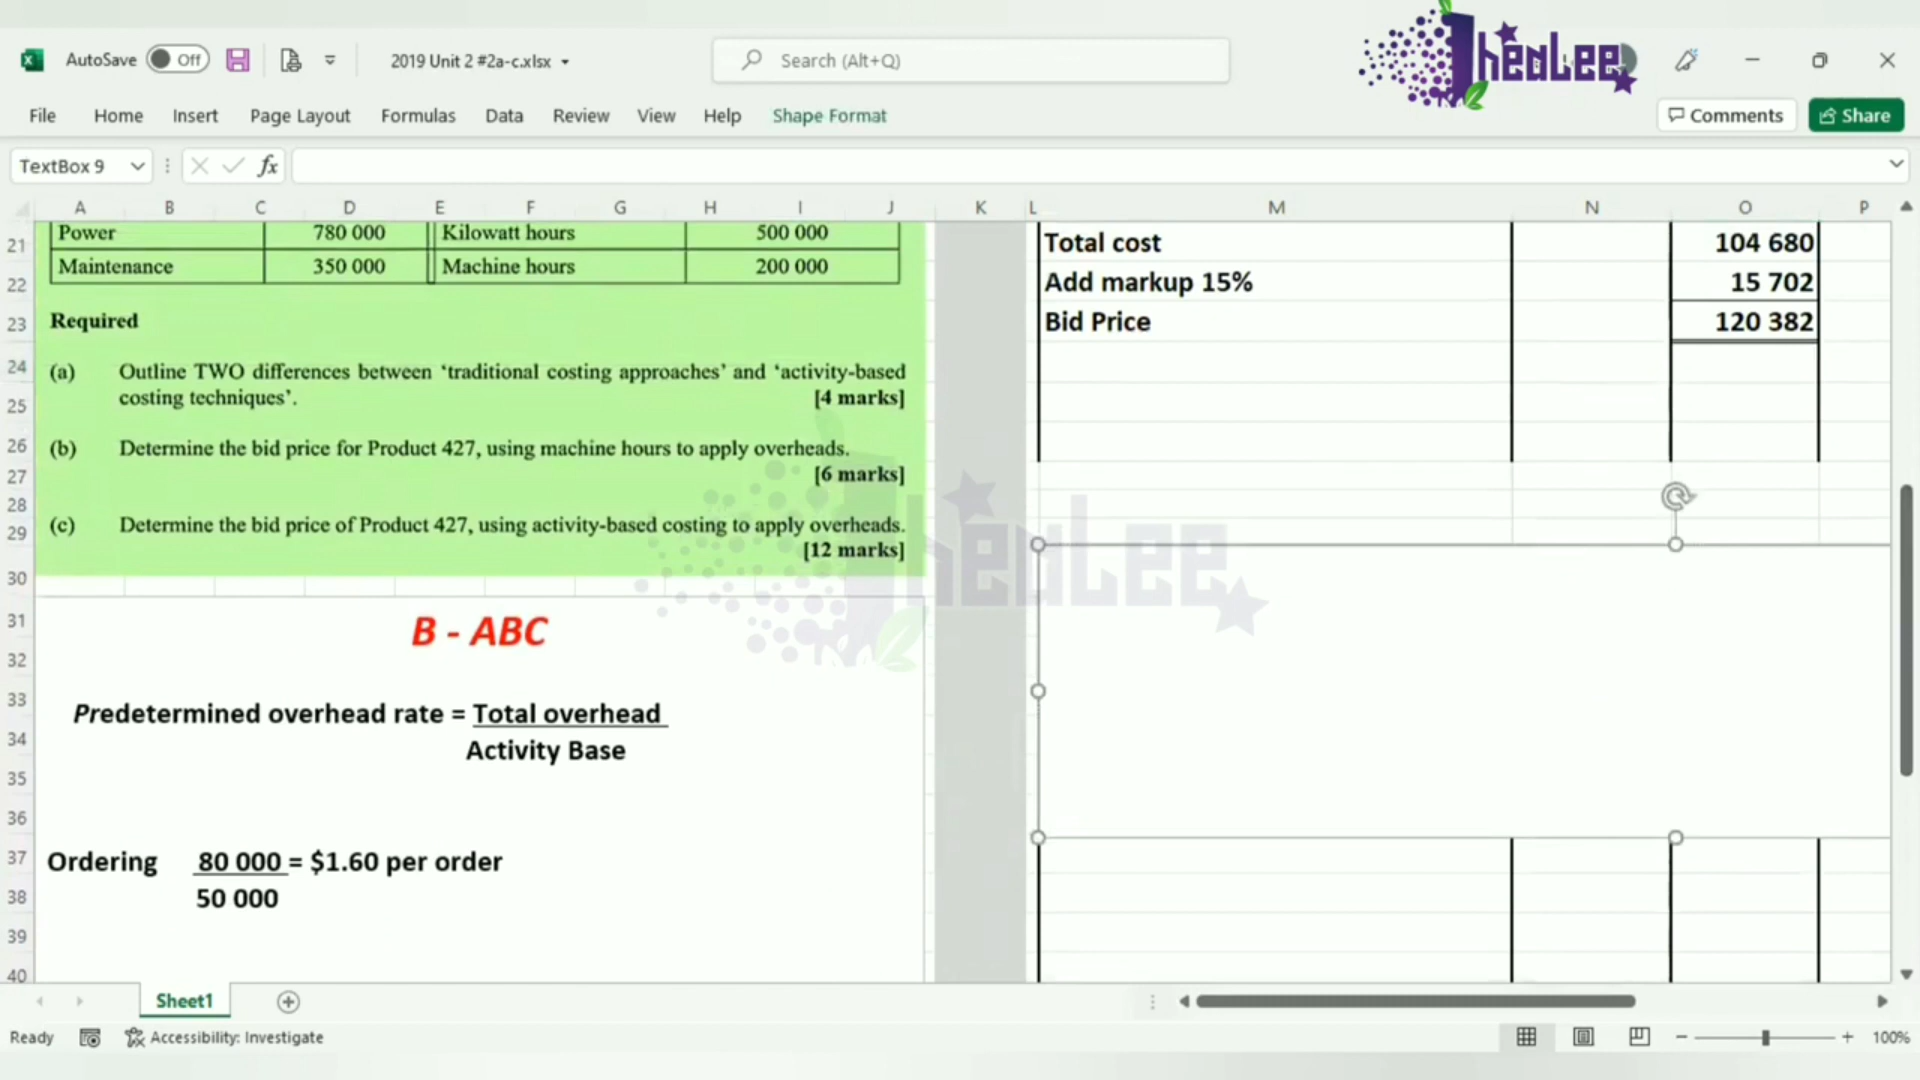 AutoSave Off 2019 Unit 2 #2a-c.xlsx Search (Alt+Q)
TheaLee
File Home Insert Page Layout Formulas Data Review View Help Shape Format Comments Share
TextBox 9 fx
A B C D E F G H I J K L M N O P
21 Power 780 000 Kilowatt hours 500 000
22 Maintenance 350 000 Machine hours 200 000
23 Required
24 (a) Outline TWO differences between ‘traditional costing approaches’ and ‘activity-based
25 costing techniques’. [4 marks]
26 (b) Determine the bid price for Product 427, using machine hours to apply overheads.
27 [6 marks]
28
29 (c) Determine the bid price of Product 427, using activity-based costing to apply overheads.
[12 marks]
30
31 B - ABC
32
33 Predetermined overhead rate = Total overhead
34 Activity Base
35
36
37 Ordering 80 000 = $1.60 per order
38 50 000
39
40
Total cost 104 680
Add markup 15% 15 702
Bid Price 120 382
TheaLee
Sheet1
Ready Accessibility: Investigate 100%